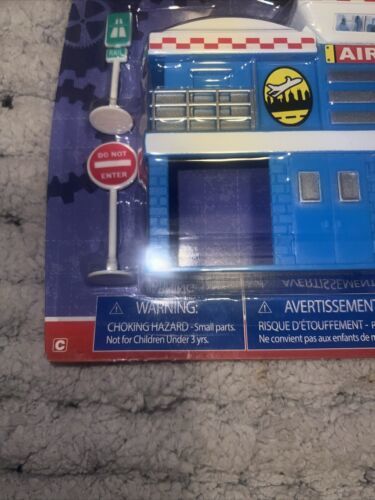 RAIL
AIR
DO NOT
ENTER
WARNING:
CHOKING HAZARD - Small parts.
Not for Children Under 3 yrs.
AVERTISSEMENT
RISQUE D'ÉTOUFFEMENT - P
Ne convient pas aux enfants de m
C